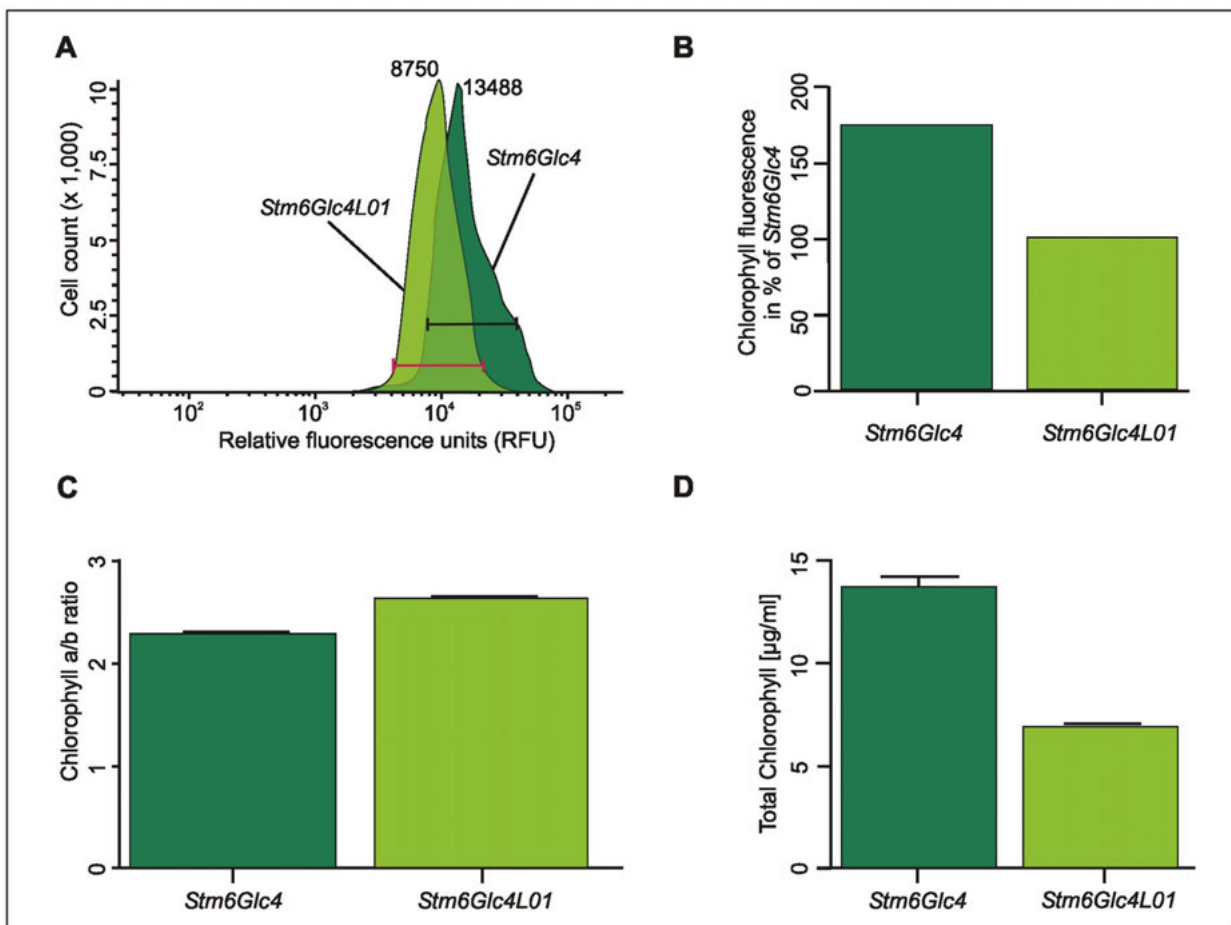 A
8750
13488
Stm6Glc4
Stm6Glc4L01
Cell count (x 1,000)
10
7.5
5
2.5
0
10²
10³
10⁴
10⁵
Relative fluorescence units (RFU)
B
Chlorophyll fluorescence
in % of Stm6Glc4
200
150
100
50
0
Stm6Glc4
Stm6Glc4L01
C
Chlorophyll a/b ratio
3
2
1
0
Stm6Glc4
Stm6Glc4L01
D
Total Chlorophyll [µg/ml]
15
10
5
0
Stm6Glc4
Stm6Glc4L01